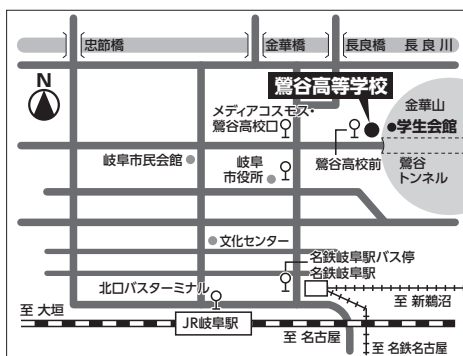 忠節橋
金華橋
長良橋
長良川
N
鶯谷高等学校
金華山
メディアコスモス・
鶯谷高校口
学生会館
岐阜市民会館
岐阜
市役所
鶯谷高校前
鶯谷
トンネル
文化センター
名鉄岐阜駅バス停
名鉄岐阜駅
北口バスターミナル
至 新鵜沼
至 大垣
JR岐阜駅
至 名古屋
至 名鉄名古屋